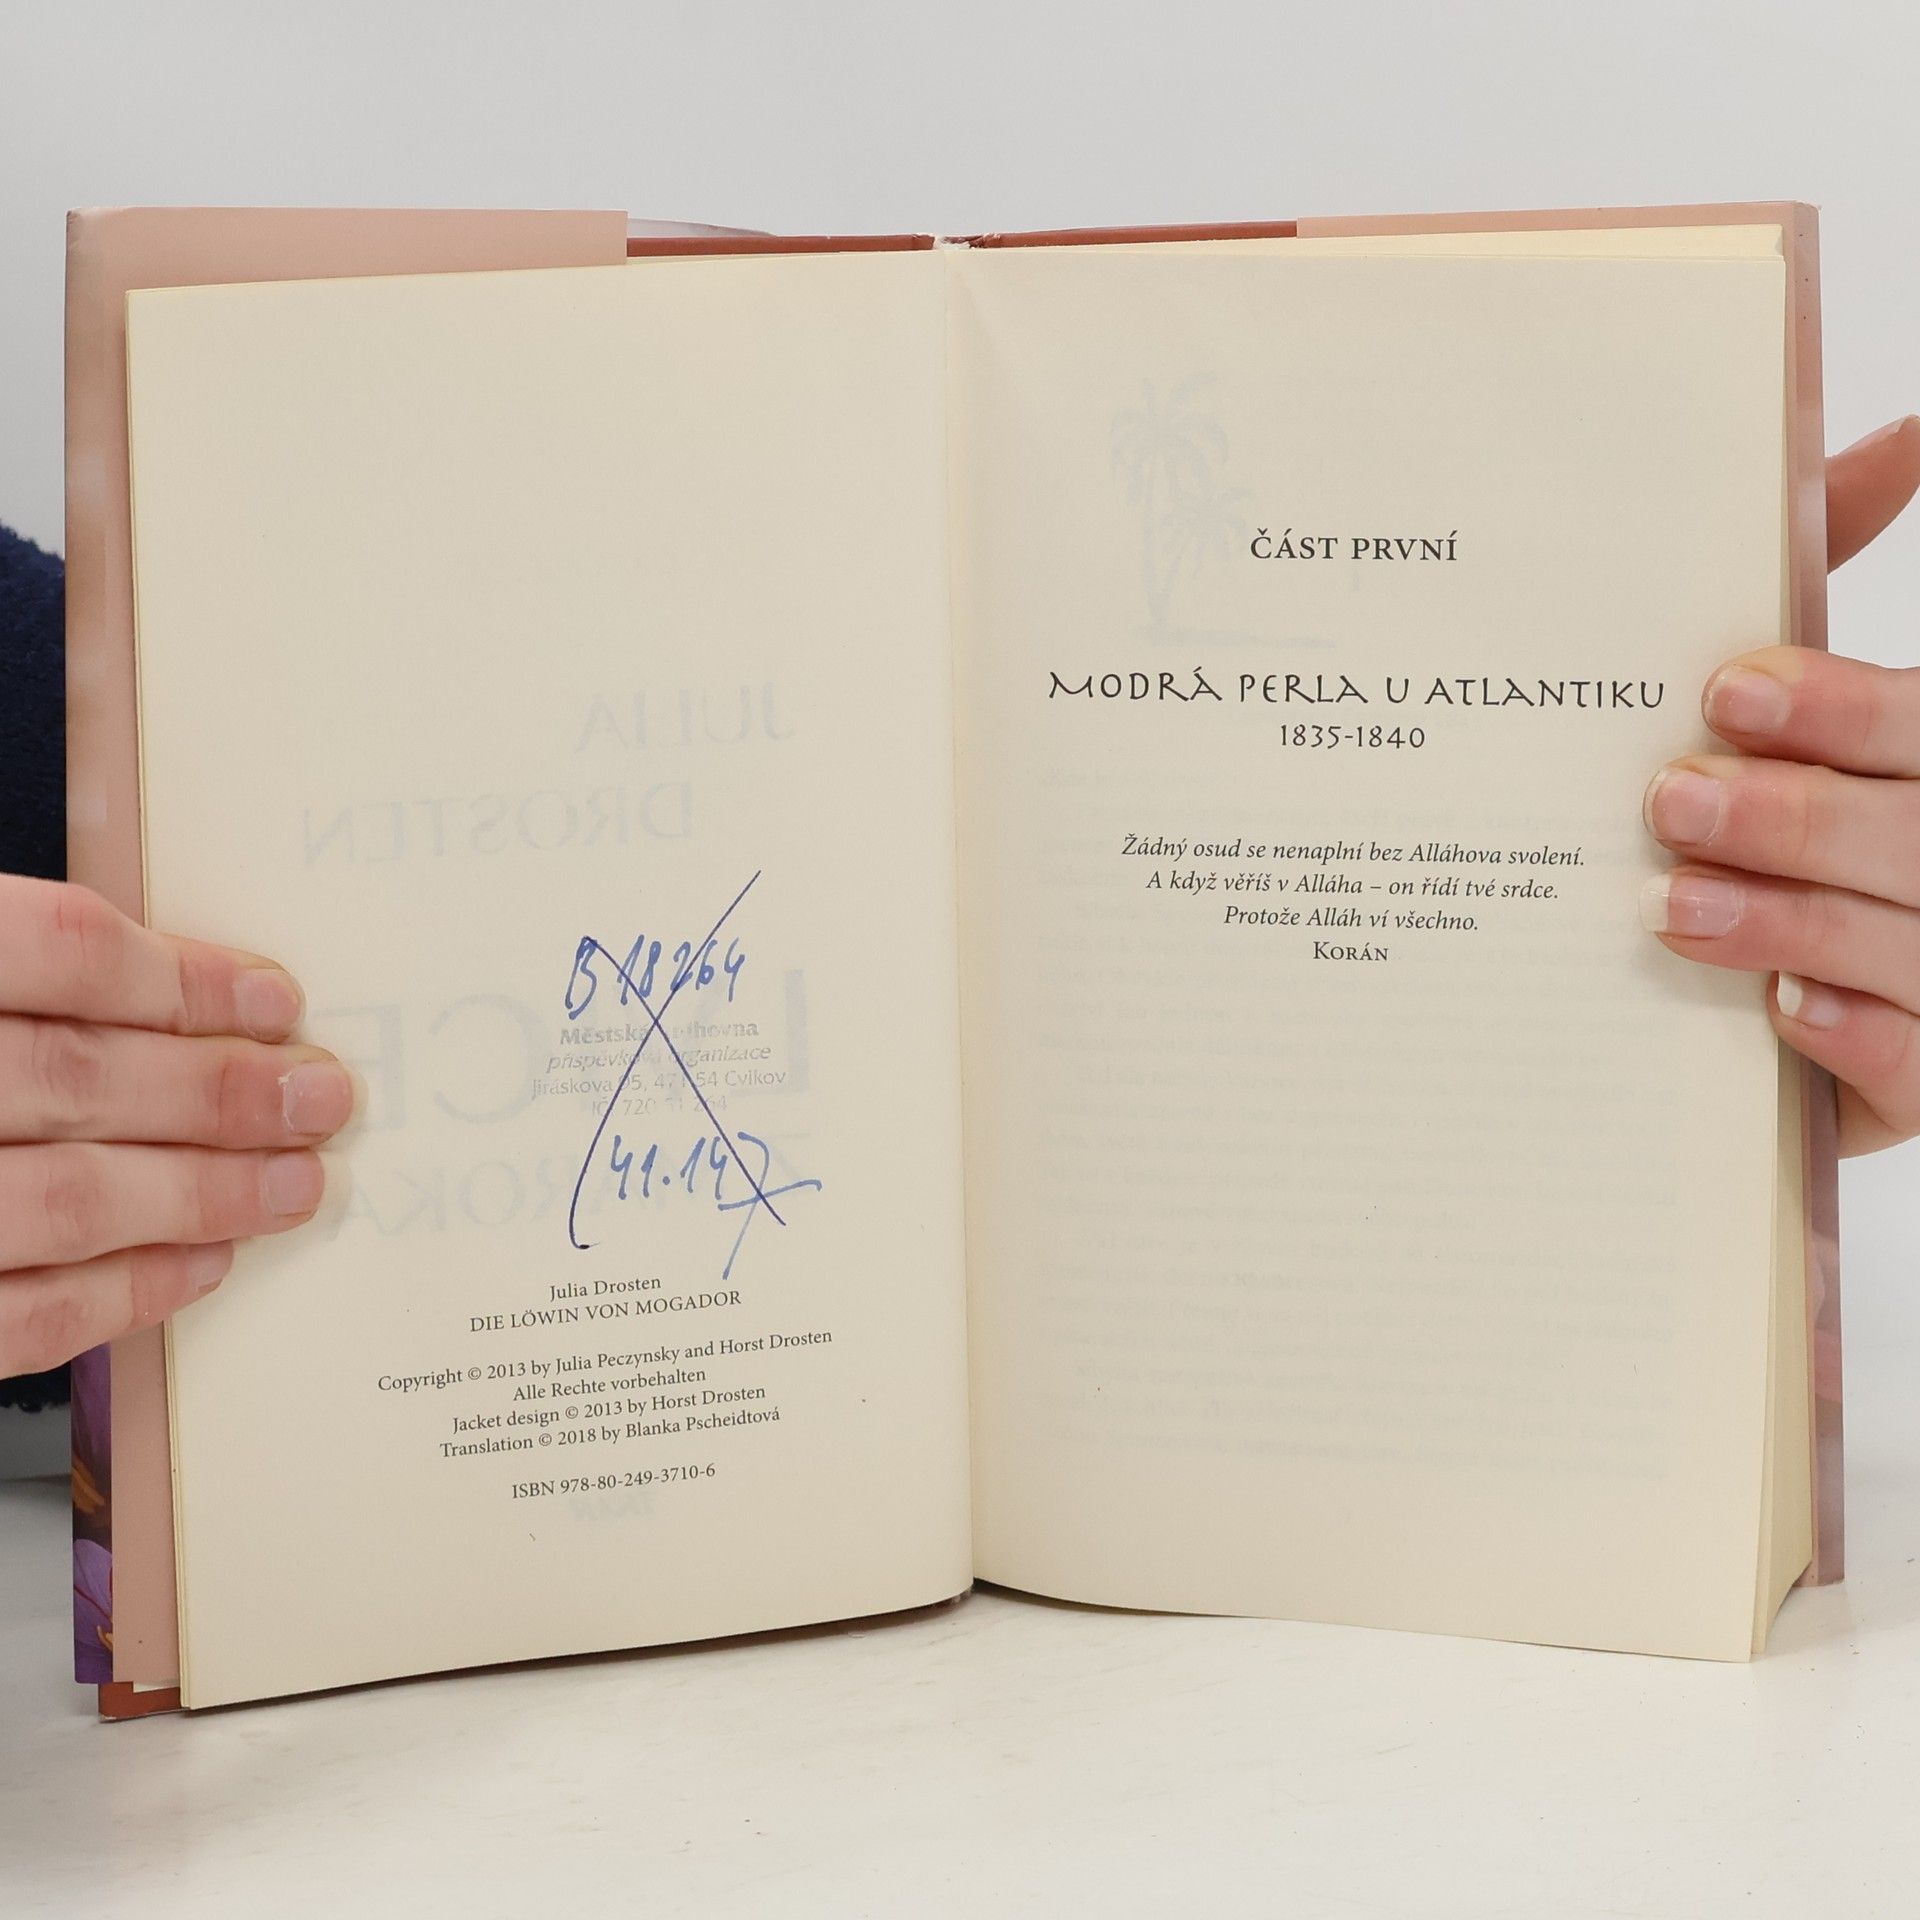 B 18264
Městská knihovna
příspěvková organizace
Jiráskova 95, 471 54 Cvikov
(41.147
Julia Drosten
DIE LÖWIN VON MOGADOR
Copyright © 2013 by Julia Peczynsky and Horst Drosten
Alle Rechte vorbehalten
Jacket design © 2013 by Horst Drosten
Translation © 2018 by Blanka Pscheidtová
ISBN 978-80-249-3710-6
ČÁST PRVNÍ
MODRÁ PERLA U ATLANTIKU
1835-1840
Žádný osud se nenaplní bez Alláhova svolení.
A když věříš v Alláha – on řídí tvé srdce.
Protože Alláh ví všechno.
KORÁN